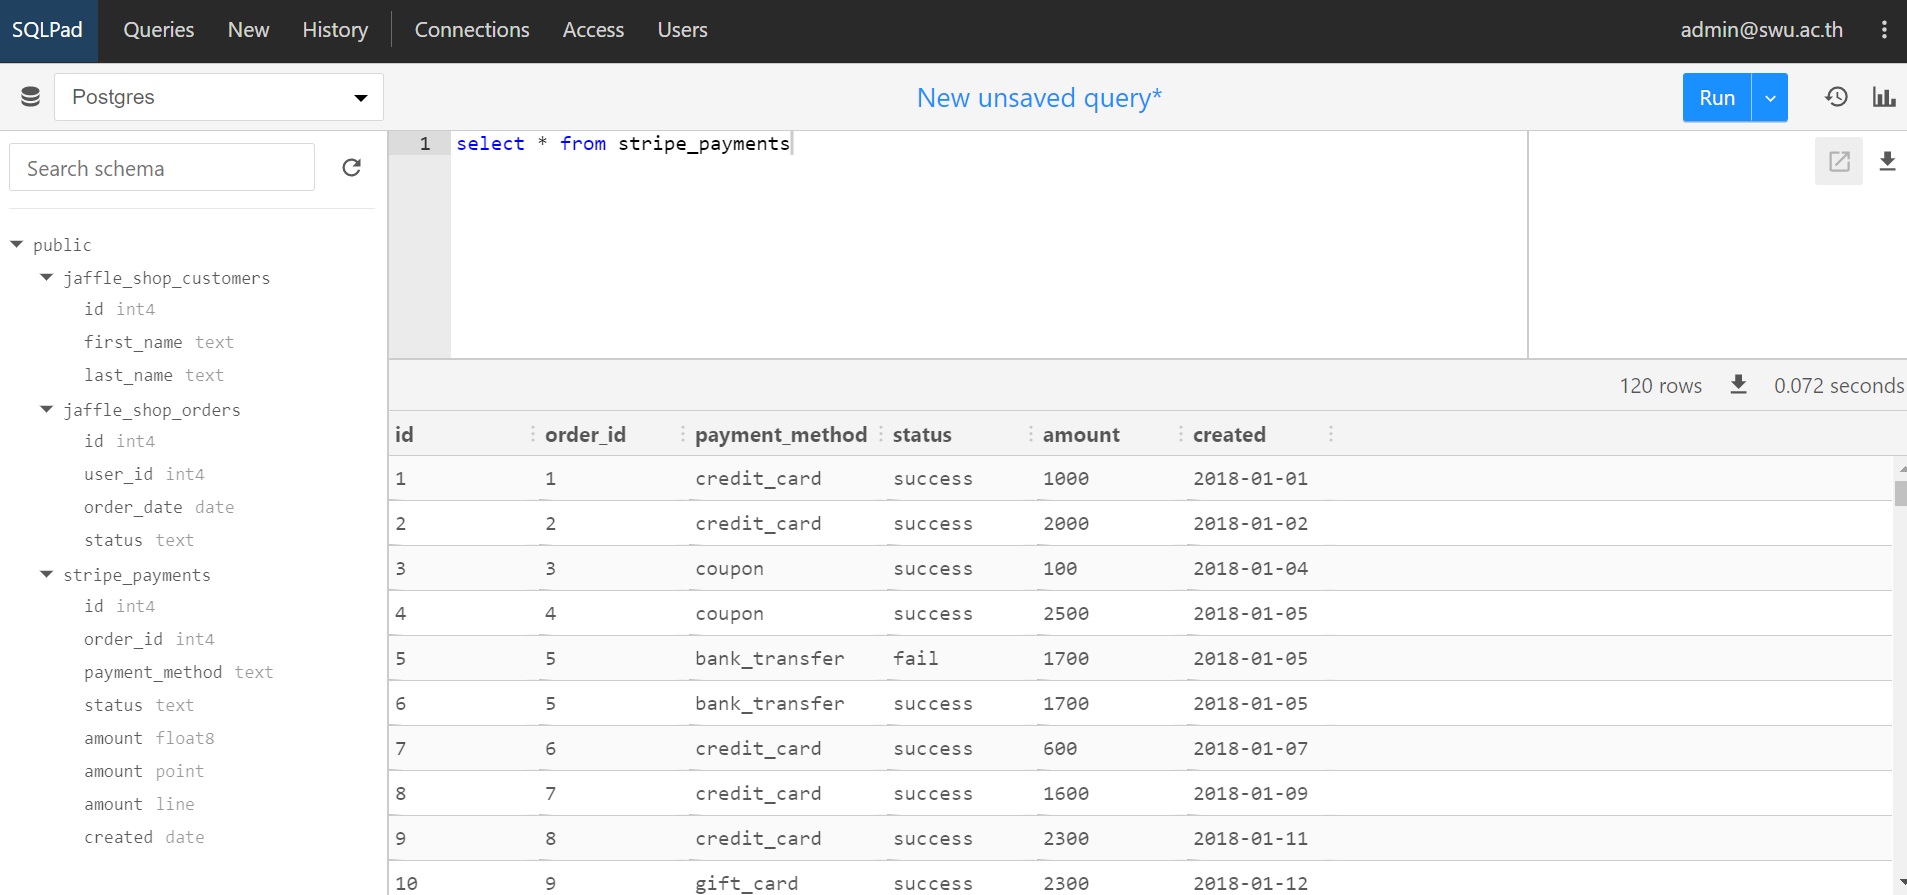 SQLPad Queries New History Connections Access Users admin@swu.ac.th
Postgres New unsaved query* Run
Search schema
1 select * from stripe_payments
public
jaffle_shop_customers
id int4
first_name text
last_name text
jaffle_shop_orders
id int4
user_id int4
order_date date
status text
stripe_payments
id int4
order_id int4
payment_method text
status text
amount float8
amount point
amount line
created date
120 rows 0.072 seconds
id order_id payment_method status amount created
1 1 credit_card success 1000 2018-01-01
2 2 credit_card success 2000 2018-01-02
3 3 coupon success 100 2018-01-04
4 4 coupon success 2500 2018-01-05
5 5 bank_transfer fail 1700 2018-01-05
6 5 bank_transfer success 1700 2018-01-05
7 6 credit_card success 600 2018-01-07
8 7 credit_card success 1600 2018-01-09
9 8 credit_card success 2300 2018-01-11
10 9 gift_card success 2300 2018-01-12